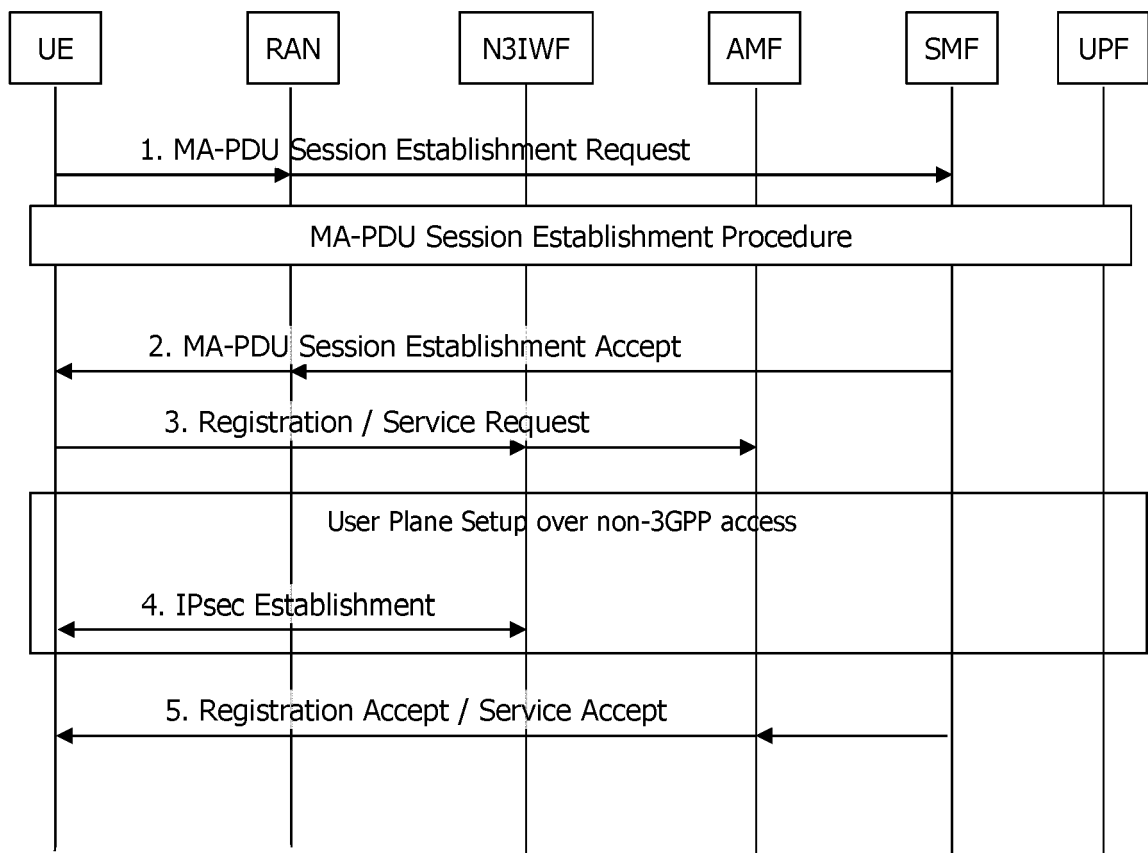 UE
RAN
N3IWF
AMF
SMF
UPF
1. MA-PDU Session Establishment Request
MA-PDU Session Establishment Procedure
2. MA-PDU Session Establishment Accept
3. Registration / Service Request
User Plane Setup over non-3GPP access
4. IPsec Establishment
5. Registration Accept / Service Accept